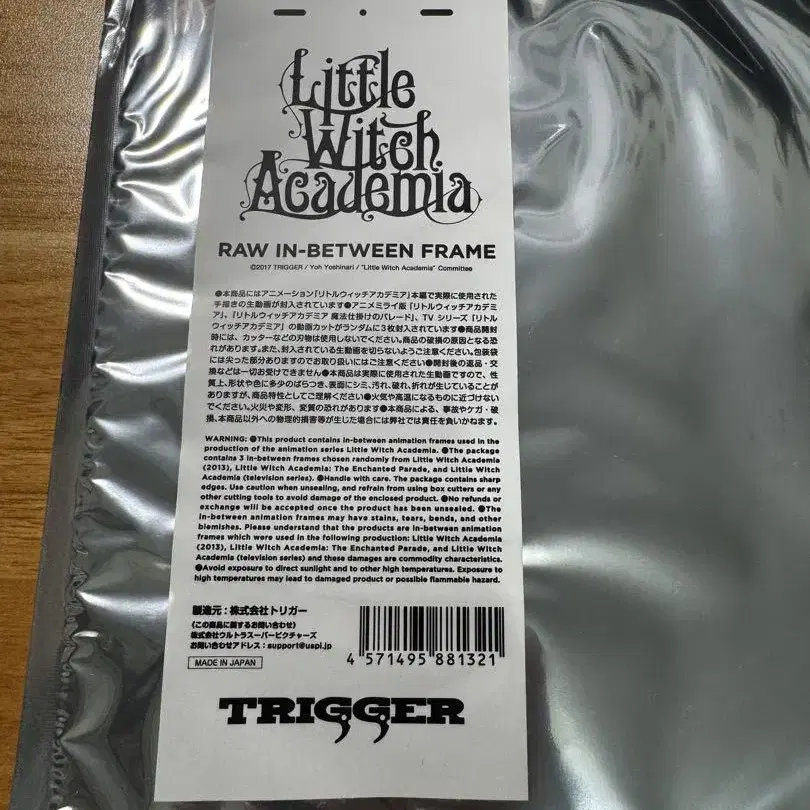 Little
Witch
Academia
RAW IN-BETWEEN FRAME
©2017 TRIGGER / Yoh Yoshinari / "Little Witch Academia" Committee
●本商品にはアニメーション「リトルウィッチアカデミア」本編で実際に使用された
手描きの生動画が封入されています●アニメミライ版「リトルウィッチアカデミ
ア」、「リトルウィッチアカデミア 魔法仕掛けのパレード」、TV シリーズ「リトル
ウィッチアカデミア」の動画カットがランダムに3枚封入されています●商品開封
時には、カッターなどの刃物は使用しないでください。商品の破損の原因となる恐
れがあります。また、封入されている生動画を切らないようご注意ください。包装袋
には尖った部分ありますのでお取り扱いにはご注意ください●開封後の返品・交
換などは一切お受けできません●本商品は実際に使用された生動画ですので、性
質上、形状や色に多少のばらつき、表面にシミ、汚れ、破れ、折れが生じていることが
ありますが、商品特性としてご理解ください●火気や高温になるものに近づけない
でください。火災や変形、変質の恐れがあります●本商品による、事故やケガ・破
損、本商品以外への物理的損害等が生じた場合には弊社では責任を負いかねます。
WARNING: ●This product contains in-between animation frames used in the
production of the animation series Little Witch Academia. ●The package
contains 3 in-between frames chosen randomly from Little Witch Academia
(2013), Little Witch Academia: The Enchanted Parade, and Little Witch
Academia (television series). ●Handle with care. The package contains sharp
edges. Use caution when unsealing, and refrain from using box cutters or any
other cutting tools to avoid damage of the enclosed product. ●No refunds or
exchange will be accepted once the product has been unsealed. ●The
in-between animation frames may have stains, tears, bends, and other
blemishes. Please understand that the products are in-between animation
frames which were used in the following production: Little Witch Academia
(2013), Little Witch Academia: The Enchanted Parade, and Little Witch
Academia (television series) and these damages are commodity characteristics.
●Avoid exposure to direct sunlight and to other high temperatures. Exposure to
high temperatures may lead to damaged product or possible flammable hazard.
製造元：株式会社トリガー
〈この商品に関するお問い合わせ〉
株式会社ウルトラスーパーピクチャーズ
お問い合わせアドレス：support@uspi.jp
MADE IN JAPAN
4 571495 881321
TRIGGER